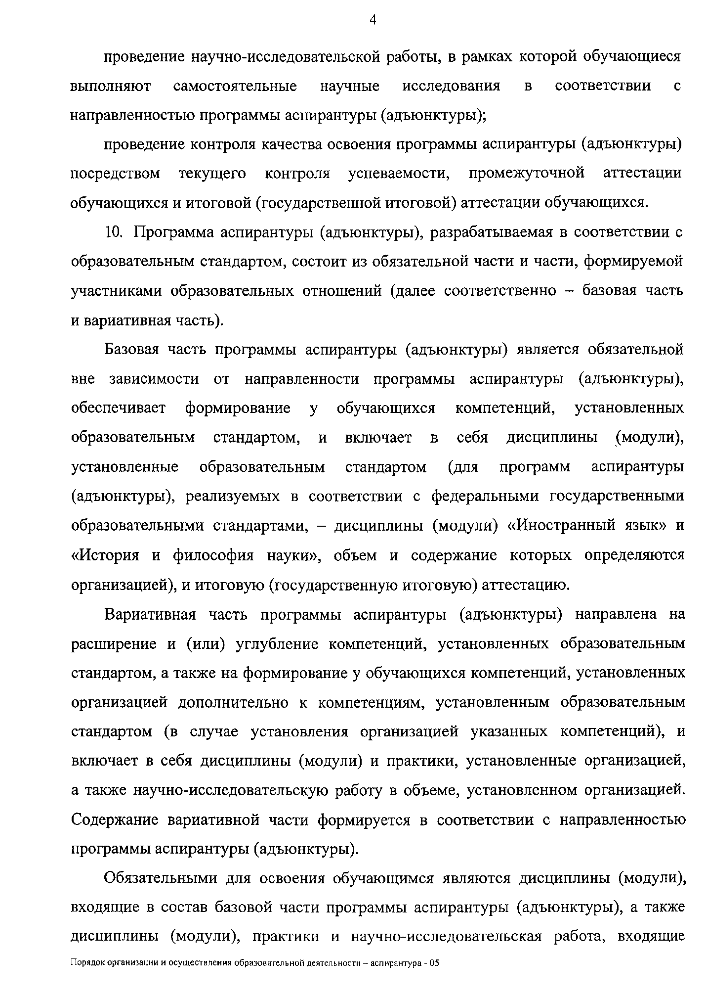 4
проведение научно-исследовательской работы, в рамках которой обучающиеся
выполняют самостоятельные научные исследования в соответствии с
направленностью программы аспирантуры (адъюнктуры);
проведение контроля качества освоения программы аспирантуры (адъюнктуры)
посредством текущего контроля успеваемости, промежуточной аттестации
обучающихся и итоговой (государственной итоговой) аттестации обучающихся.
10. Программа аспирантуры (адъюнктуры), разрабатываемая в соответствии с
образовательным стандартом, состоит из обязательной части и части, формируемой
участниками образовательных отношений (далее соответственно – базовая часть
и вариативная часть).
Базовая часть программы аспирантуры (адъюнктуры) является обязательной
вне зависимости от направленности программы аспирантуры (адъюнктуры),
обеспечивает формирование у обучающихся компетенций, установленных
образовательным стандартом, и включает в себя дисциплины (модули),
установленные образовательным стандартом (для программ аспирантуры
(адъюнктуры), реализуемых в соответствии с федеральными государственными
образовательными стандартами, – дисциплины (модули) «Иностранный язык» и
«История и философия науки», объем и содержание которых определяются
организацией), и итоговую (государственную итоговую) аттестацию.
Вариативная часть программы аспирантуры (адъюнктуры) направлена на
расширение и (или) углубление компетенций, установленных образовательным
стандартом, а также на формирование у обучающихся компетенций, установленных
организацией дополнительно к компетенциям, установленным образовательным
стандартом (в случае установления организацией указанных компетенций), и
включает в себя дисциплины (модули) и практики, установленные организацией,
а также научно-исследовательскую работу в объеме, установленном организацией.
Содержание вариативной части формируется в соответствии с направленностью
программы аспирантуры (адъюнктуры).
Обязательными для освоения обучающимся являются дисциплины (модули),
входящие в состав базовой части программы аспирантуры (адъюнктуры), а также
дисциплины (модули), практики и научно-исследовательская работа, входящие
Порядок организации и осуществления образовательной деятельности – аспирантура - 05